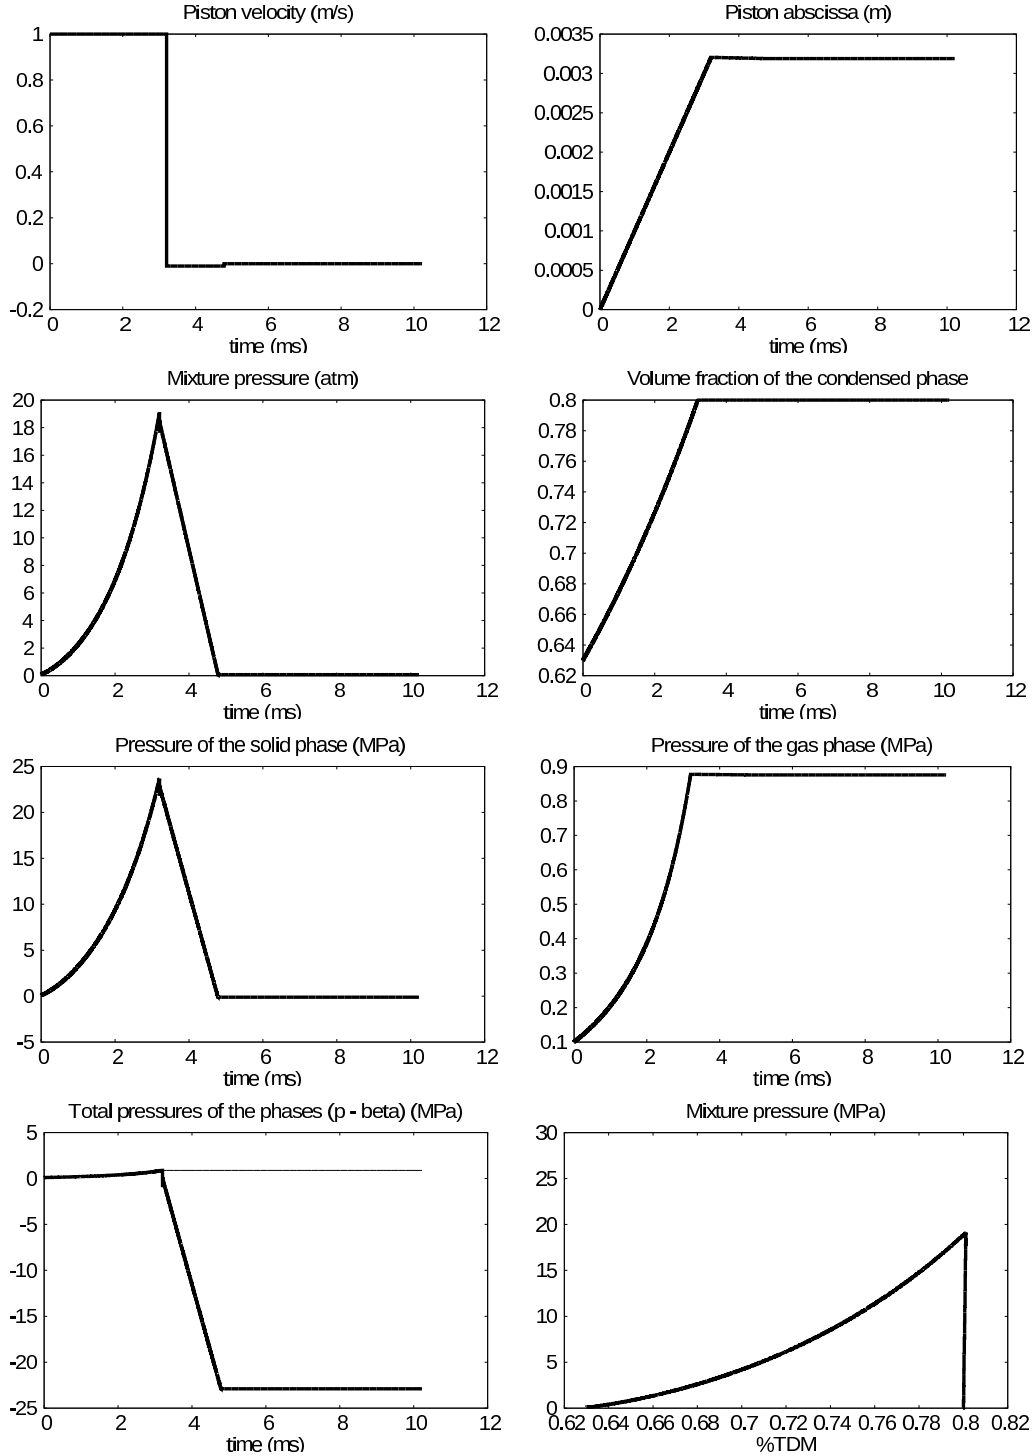 Piston velocity (m/s)
1
0.8
0.6
0.4
0.2
0
-0.2
0 2 4 6 8 10 12
time (ms)
Piston abscissa (m)
0.0035
0.003
0.0025
0.002
0.0015
0.001
0.0005
0
0 2 4 6 8 10 12
time (ms)
Mixture pressure (atm)
20
18
16
14
12
10
8
6
4
2
0
0 2 4 6 8 10 12
time (ms)
Volume fraction of the condensed phase
0.8
0.78
0.76
0.74
0.72
0.7
0.68
0.66
0.64
0.62
0 2 4 6 8 10 12
time (ms)
Pressure of the solid phase (MPa)
25
20
15
10
5
0
-5
0 2 4 6 8 10 12
time (ms)
Pressure of the gas phase (MPa)
0.9
0.8
0.7
0.6
0.5
0.4
0.3
0.2
0.1
0 2 4 6 8 10 12
time (ms)
Total pressures of the phases (p - beta) (MPa)
5
0
-5
-10
-15
-20
-25
0 2 4 6 8 10 12
time (ms)
Mixture pressure (MPa)
30
25
20
15
10
5
0
0.62 0.64 0.66 0.68 0.7 0.72 0.74 0.76 0.78 0.8 0.82
%TDM